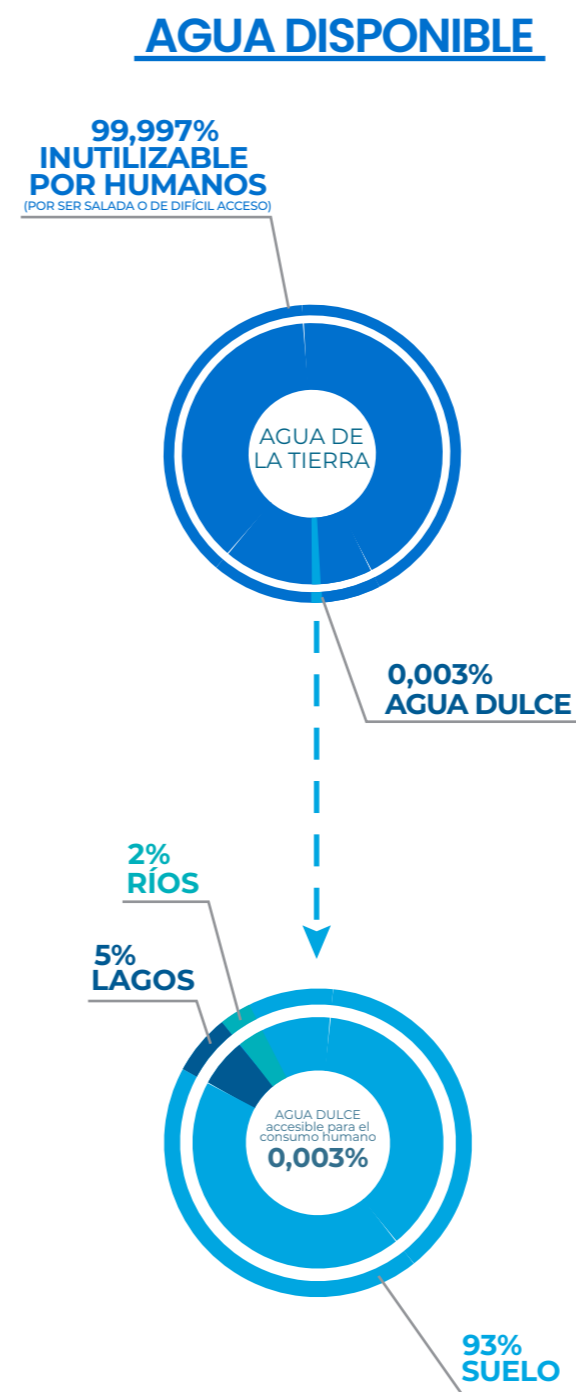 AGUA DISPONIBLE
99,997%
INUTILIZABLE
POR HUMANOS
(POR SER SALADA O DE DIFÍCIL ACCESO)
AGUA DE
LA TIERRA
0,003%
AGUA DULCE
2%
RÍOS
5%
LAGOS
AGUA DULCE
accesible para el
consumo humano
0,003%
93%
SUELO